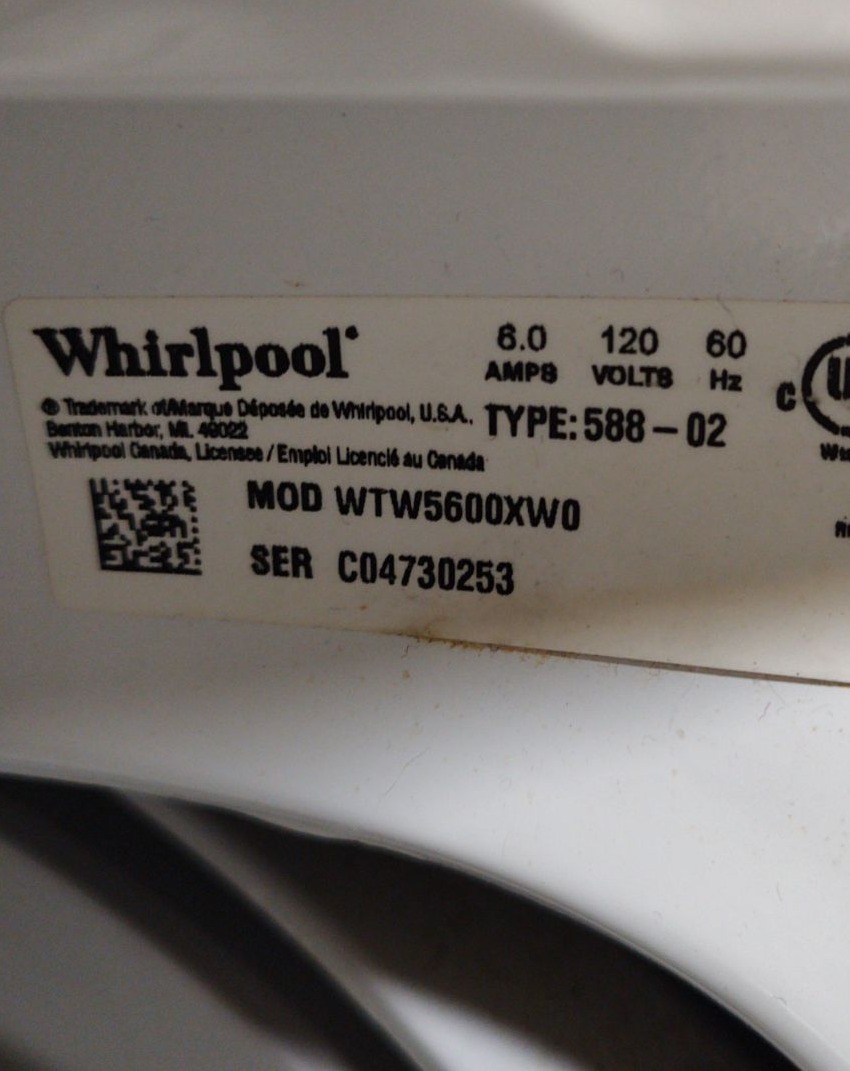 Whirlpool®
6.0 120 60
AMPS VOLTS Hz
® Trademark of/Marque Déposée de Whirlpool, U.S.A.
TYPE: 588-02
Benton Harbor, MI. 49022
Whirlpool Canada, Licensee / Emploi Licencié au Canada
MOD WTW5600XW0
SER C04730253
C U